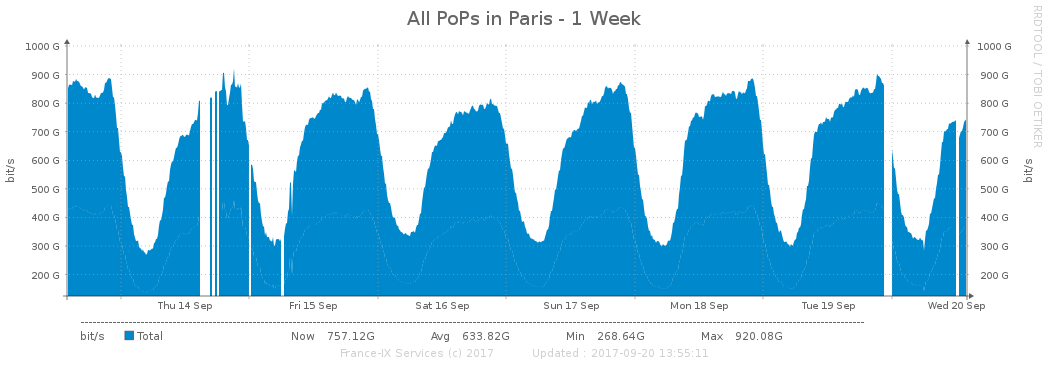 All PoPs in Paris - 1 Week
RRDTOOL / TOBI OETIKER
1000 G 1000 G
900 G 900 G
800 G 800 G
700 G 700 G
600 G 600 G
500 G 500 G
400 G 400 G
300 G 300 G
200 G 200 G
bit/s bit/s
Thu 14 Sep Fri 15 Sep Sat 16 Sep Sun 17 Sep Mon 18 Sep Tue 19 Sep Wed 20 Sep
bit/s Total Now 757.12G Avg 633.82G Min 268.64G Max 920.08G
France-IX Services (c) 2017 Updated : 2017-09-20 13:55:11